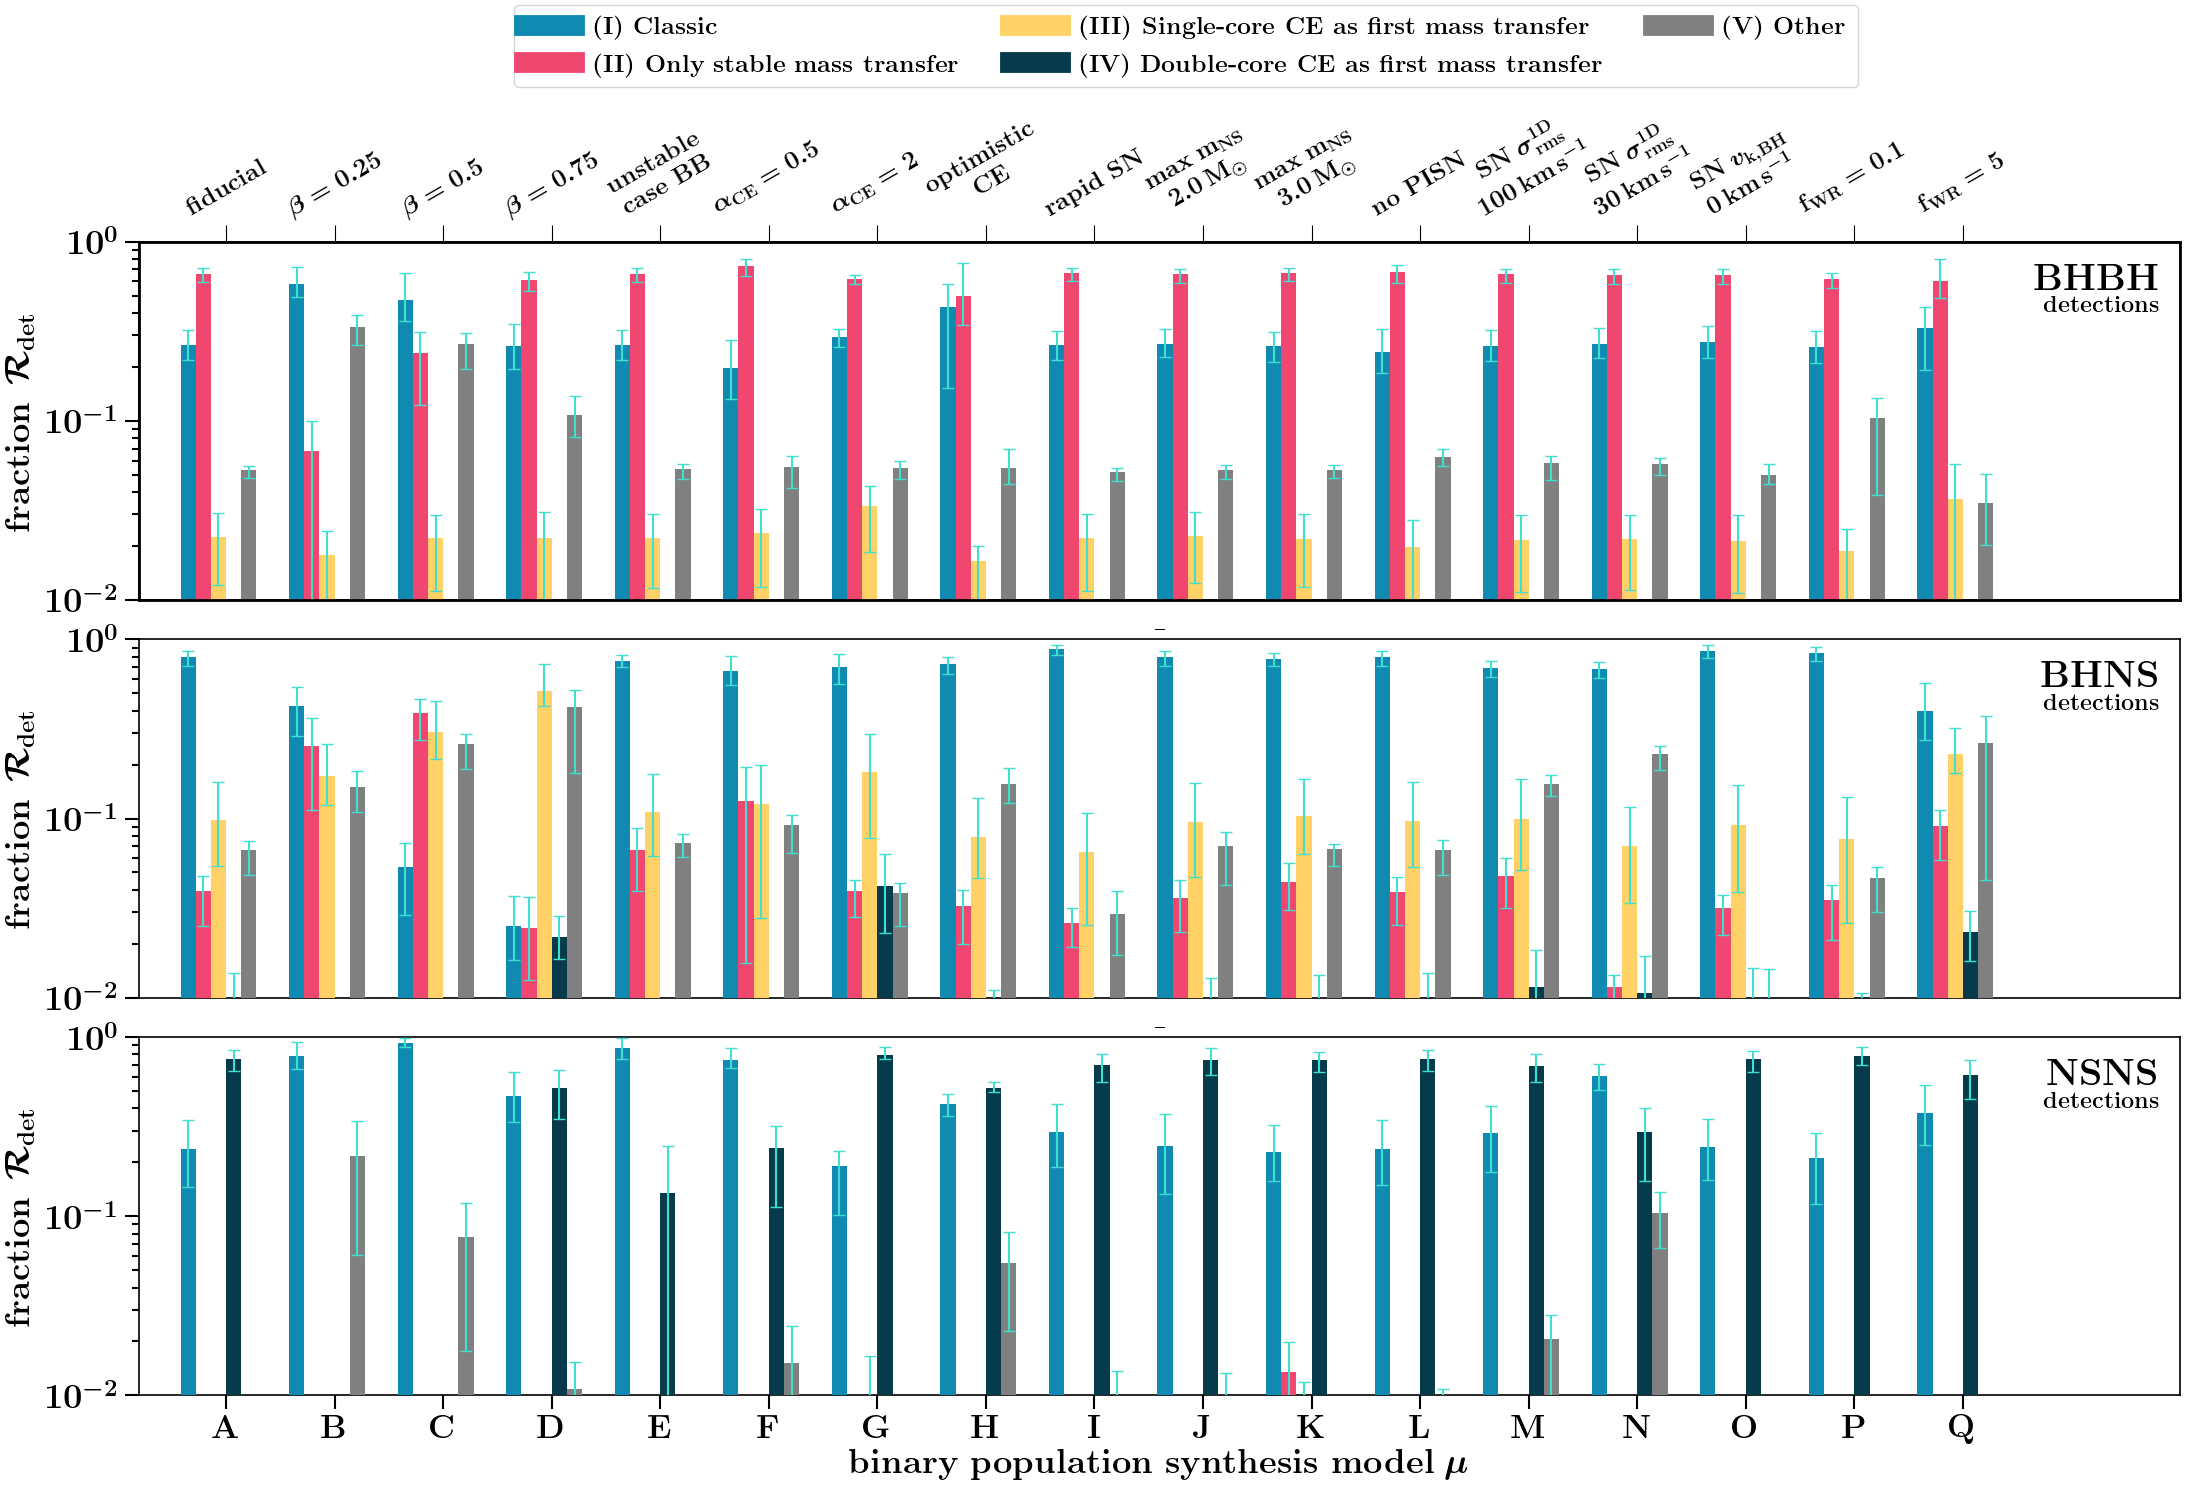 (I) Classic
(II) Only stable mass transfer
(III) Single-core CE as first mass transfer
(IV) Double-core CE as first mass transfer
(V) Other
fiducial
β = 0.25
β = 0.5
β = 0.75
unstable
case BB
α_CE = 0.5
α_CE = 2
optimistic
CE
rapid SN
max m_NS
2.0 M_⊙
max m_NS
3.0 M_⊙
no PISN
SN σ_rms^1D
100 km s^−1
SN σ_rms^1D
30 km s^−1
SN v_k,BH
0 km s^−1
f_WR = 0.1
f_WR = 5
10^0
10^−1
10^−2
fraction R_det
BHBH
detections
10^0
10^−1
10^−2
fraction R_det
BHNS
detections
10^0
10^−1
10^−2
fraction R_det
NSNS
detections
A B C D E F G H I J K L M N O P Q
binary population synthesis model μ